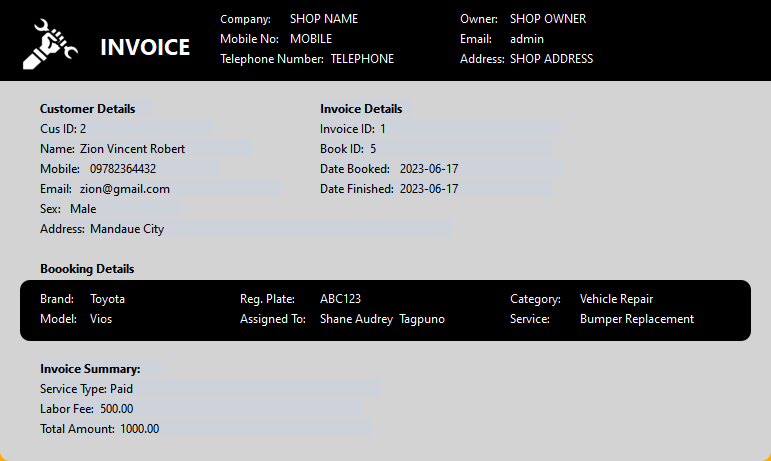 INVOICE
Company: SHOP NAME
Mobile No: MOBILE
Telephone Number: TELEPHONE
Owner: SHOP OWNER
Email: admin
Address: SHOP ADDRESS
Customer Details
Cus ID: 2
Name: Zion Vincent Robert
Mobile: 09782364432
Email: zion@gmail.com
Sex: Male
Address: Mandaue City
Invoice Details
Invoice ID: 1
Book ID: 5
Date Booked: 2023-06-17
Date Finished: 2023-06-17
Boooking Details
Brand: Toyota Reg. Plate: ABC123 Category: Vehicle Repair
Model: Vios Assigned To: Shane Audrey Tagpuno Service: Bumper Replacement
Invoice Summary:
Service Type: Paid
Labor Fee: 500.00
Total Amount: 1000.00